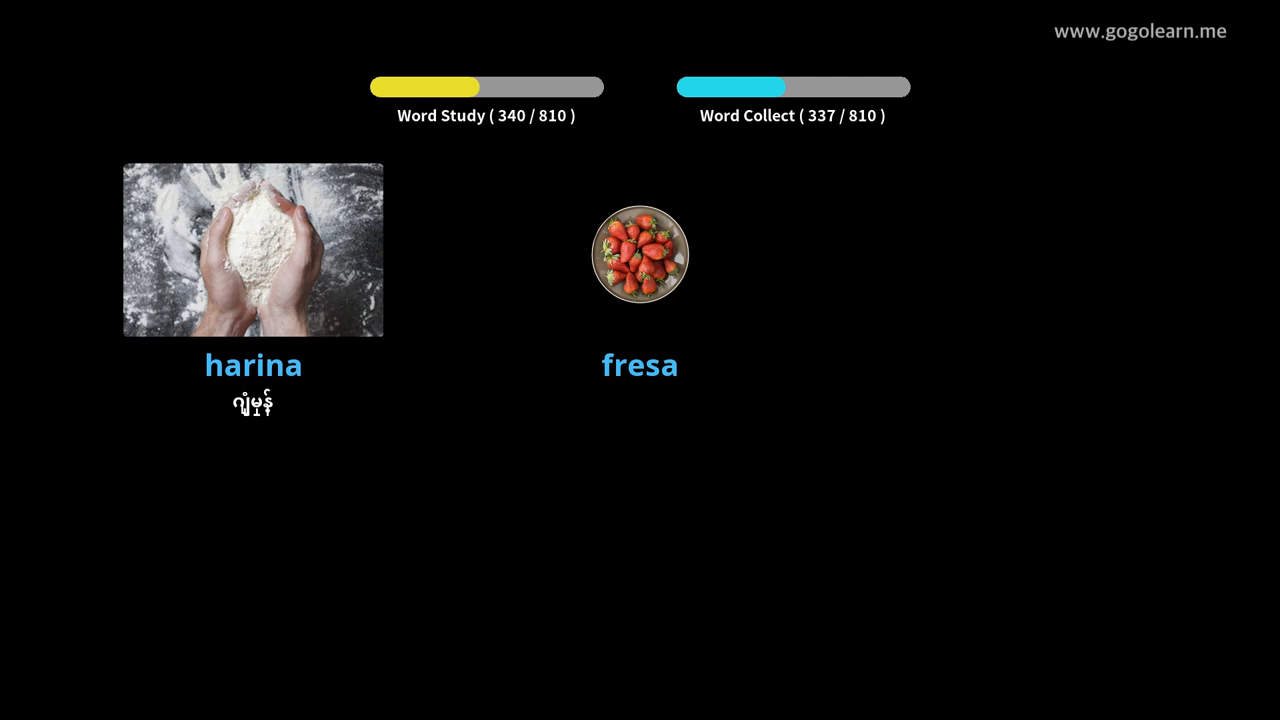 www.gogolearn.me
Word Study ( 340 / 810 )
Word Collect ( 337 / 810 )
harina
ဂျုံမှုန့်
fresa